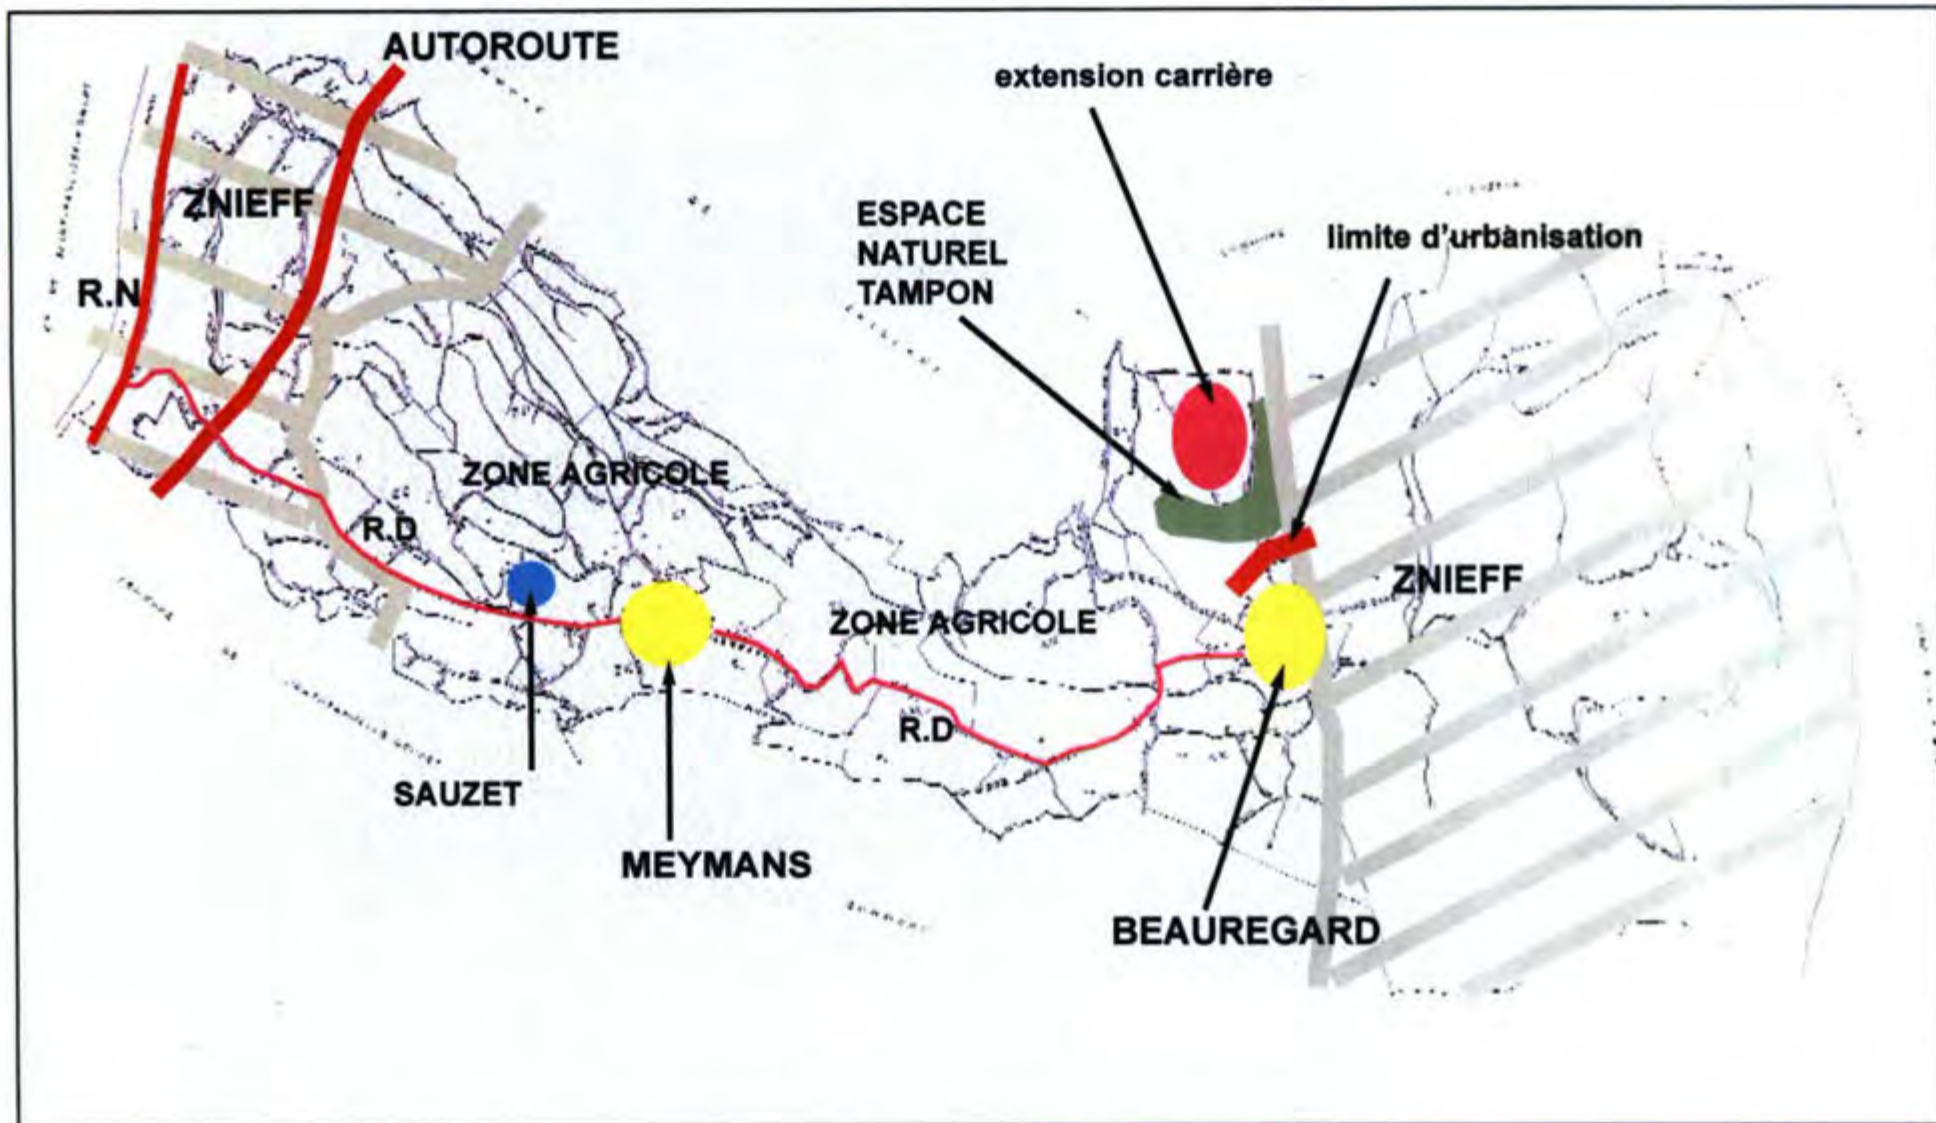 AUTOROUTE
extension carrière
ZNIEFF
ESPACE
NATUREL
TAMPON
limite d'urbanisation
R.N
ZONE AGRICOLE
R.D
ZNIEFF
ZONE AGRICOLE
R.D
SAUZET
MEYMANS
BEAUREGARD